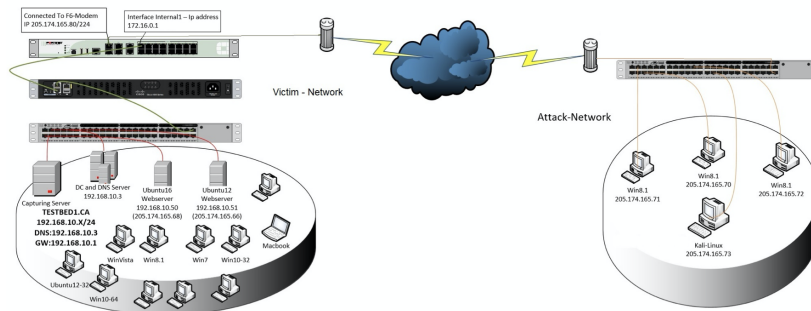 Connected To F6-Modem
IP 205.174.165.80/224
Interface Internal1 – Ip address
172.16.0.1
Victim - Network
Attack-Network
Capturing Server
DC and DNS Server
192.168.10.3
Ubuntu16
Webserver
192.168.10.50
(205.174.165.68)
Ubuntu12
Webserver
192.168.10.51
(205.174.165.66)
TESTBED1.CA
192.168.10.X/24
DNS:192.168.10.3
GW:192.168.10.1
Macbook
WinVista
Win8.1
Win7
Win10-32
Ubuntu12-32
Win10-64
Win8.1
205.174.165.71
Win8.1
205.174.165.70
Win8.1
205.174.165.72
Kali-Linux
205.174.165.73